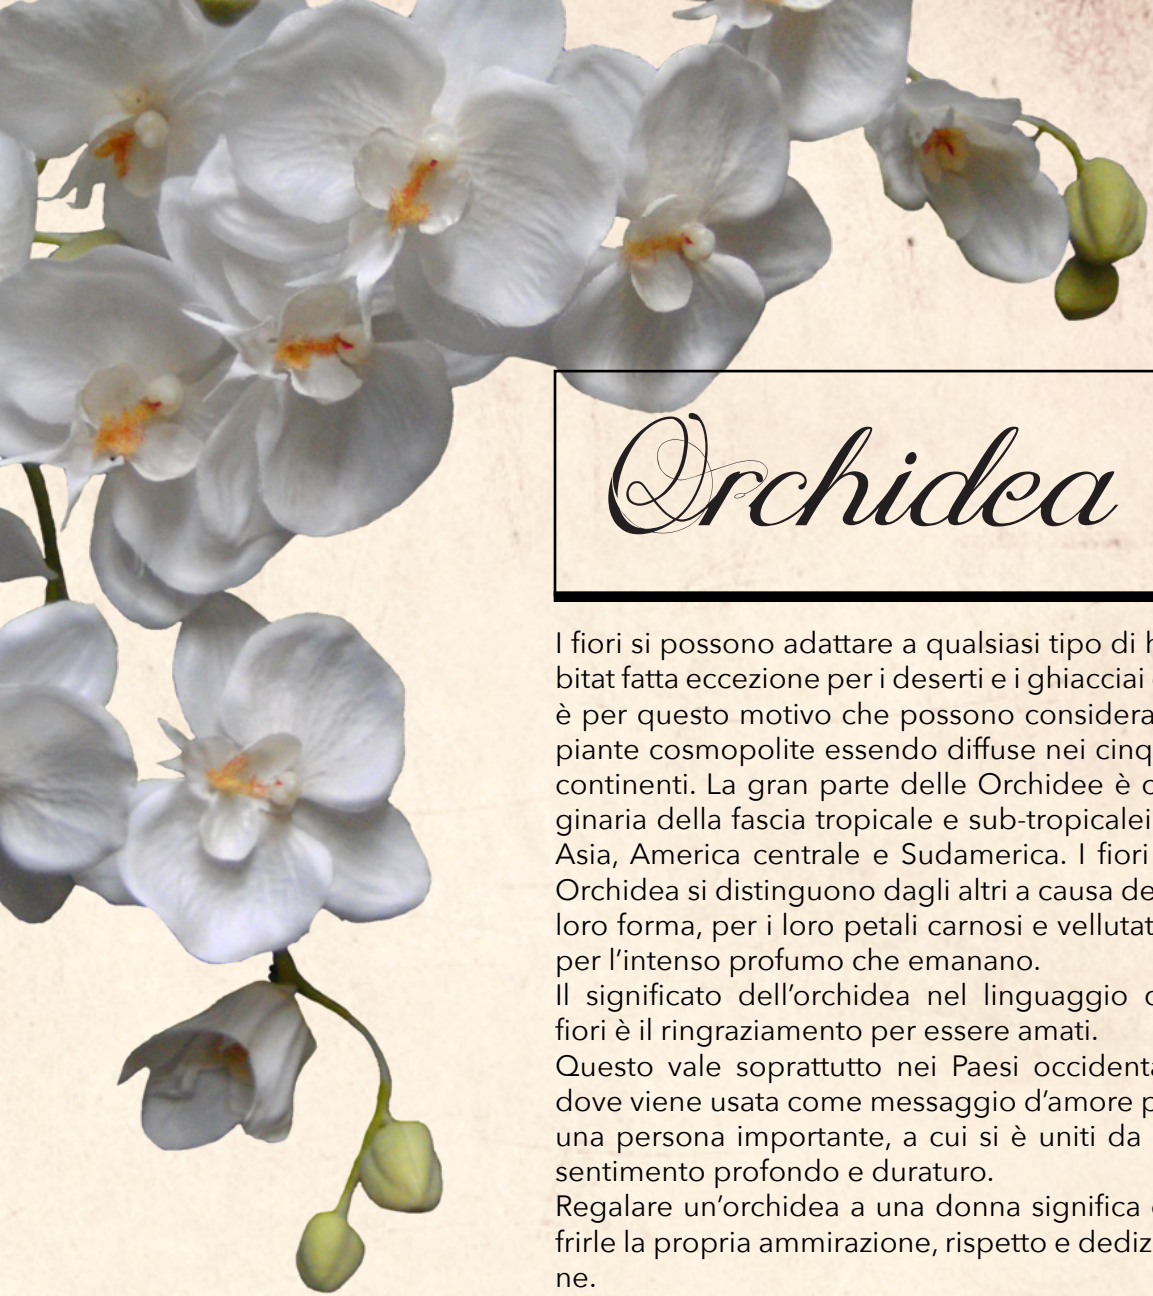 Orchidea
I fiori si possono adattare a qualsiasi tipo di
bitat fatta eccezione per i deserti e i ghiacciai
è per questo motivo che possono considera
piante cosmopolite essendo diffuse nei cinq
continenti. La gran parte delle Orchidee è
ginaria della fascia tropicale e sub-tropicalei
Asia, America centrale e Sudamerica. I fiori
Orchidea si distinguono dagli altri a causa de
loro forma, per i loro petali carnosi e vellutat
per l’intenso profumo che emanano.
Il significato dell’orchidea nel linguaggio
fiori è il ringraziamento per essere amati.
Questo vale soprattutto nei Paesi occidenta
dove viene usata come messaggio d’amore p
una persona importante, a cui si è uniti da
sentimento profondo e duraturo.
Regalare un’orchidea a una donna significa
frirle la propria ammirazione, rispetto e dediz
ne.